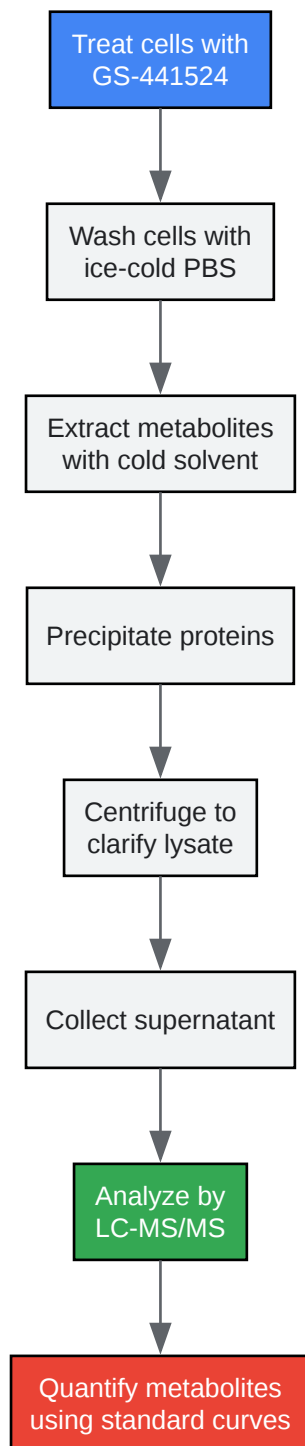 Treat cells with
GS-441524
Wash cells with
ice-cold PBS
Extract metabolites
with cold solvent
Precipitate proteins
Centrifuge to
clarify lysate
Collect supernatant
Analyze by
LC-MS/MS
Quantify metabolites
using standard curves